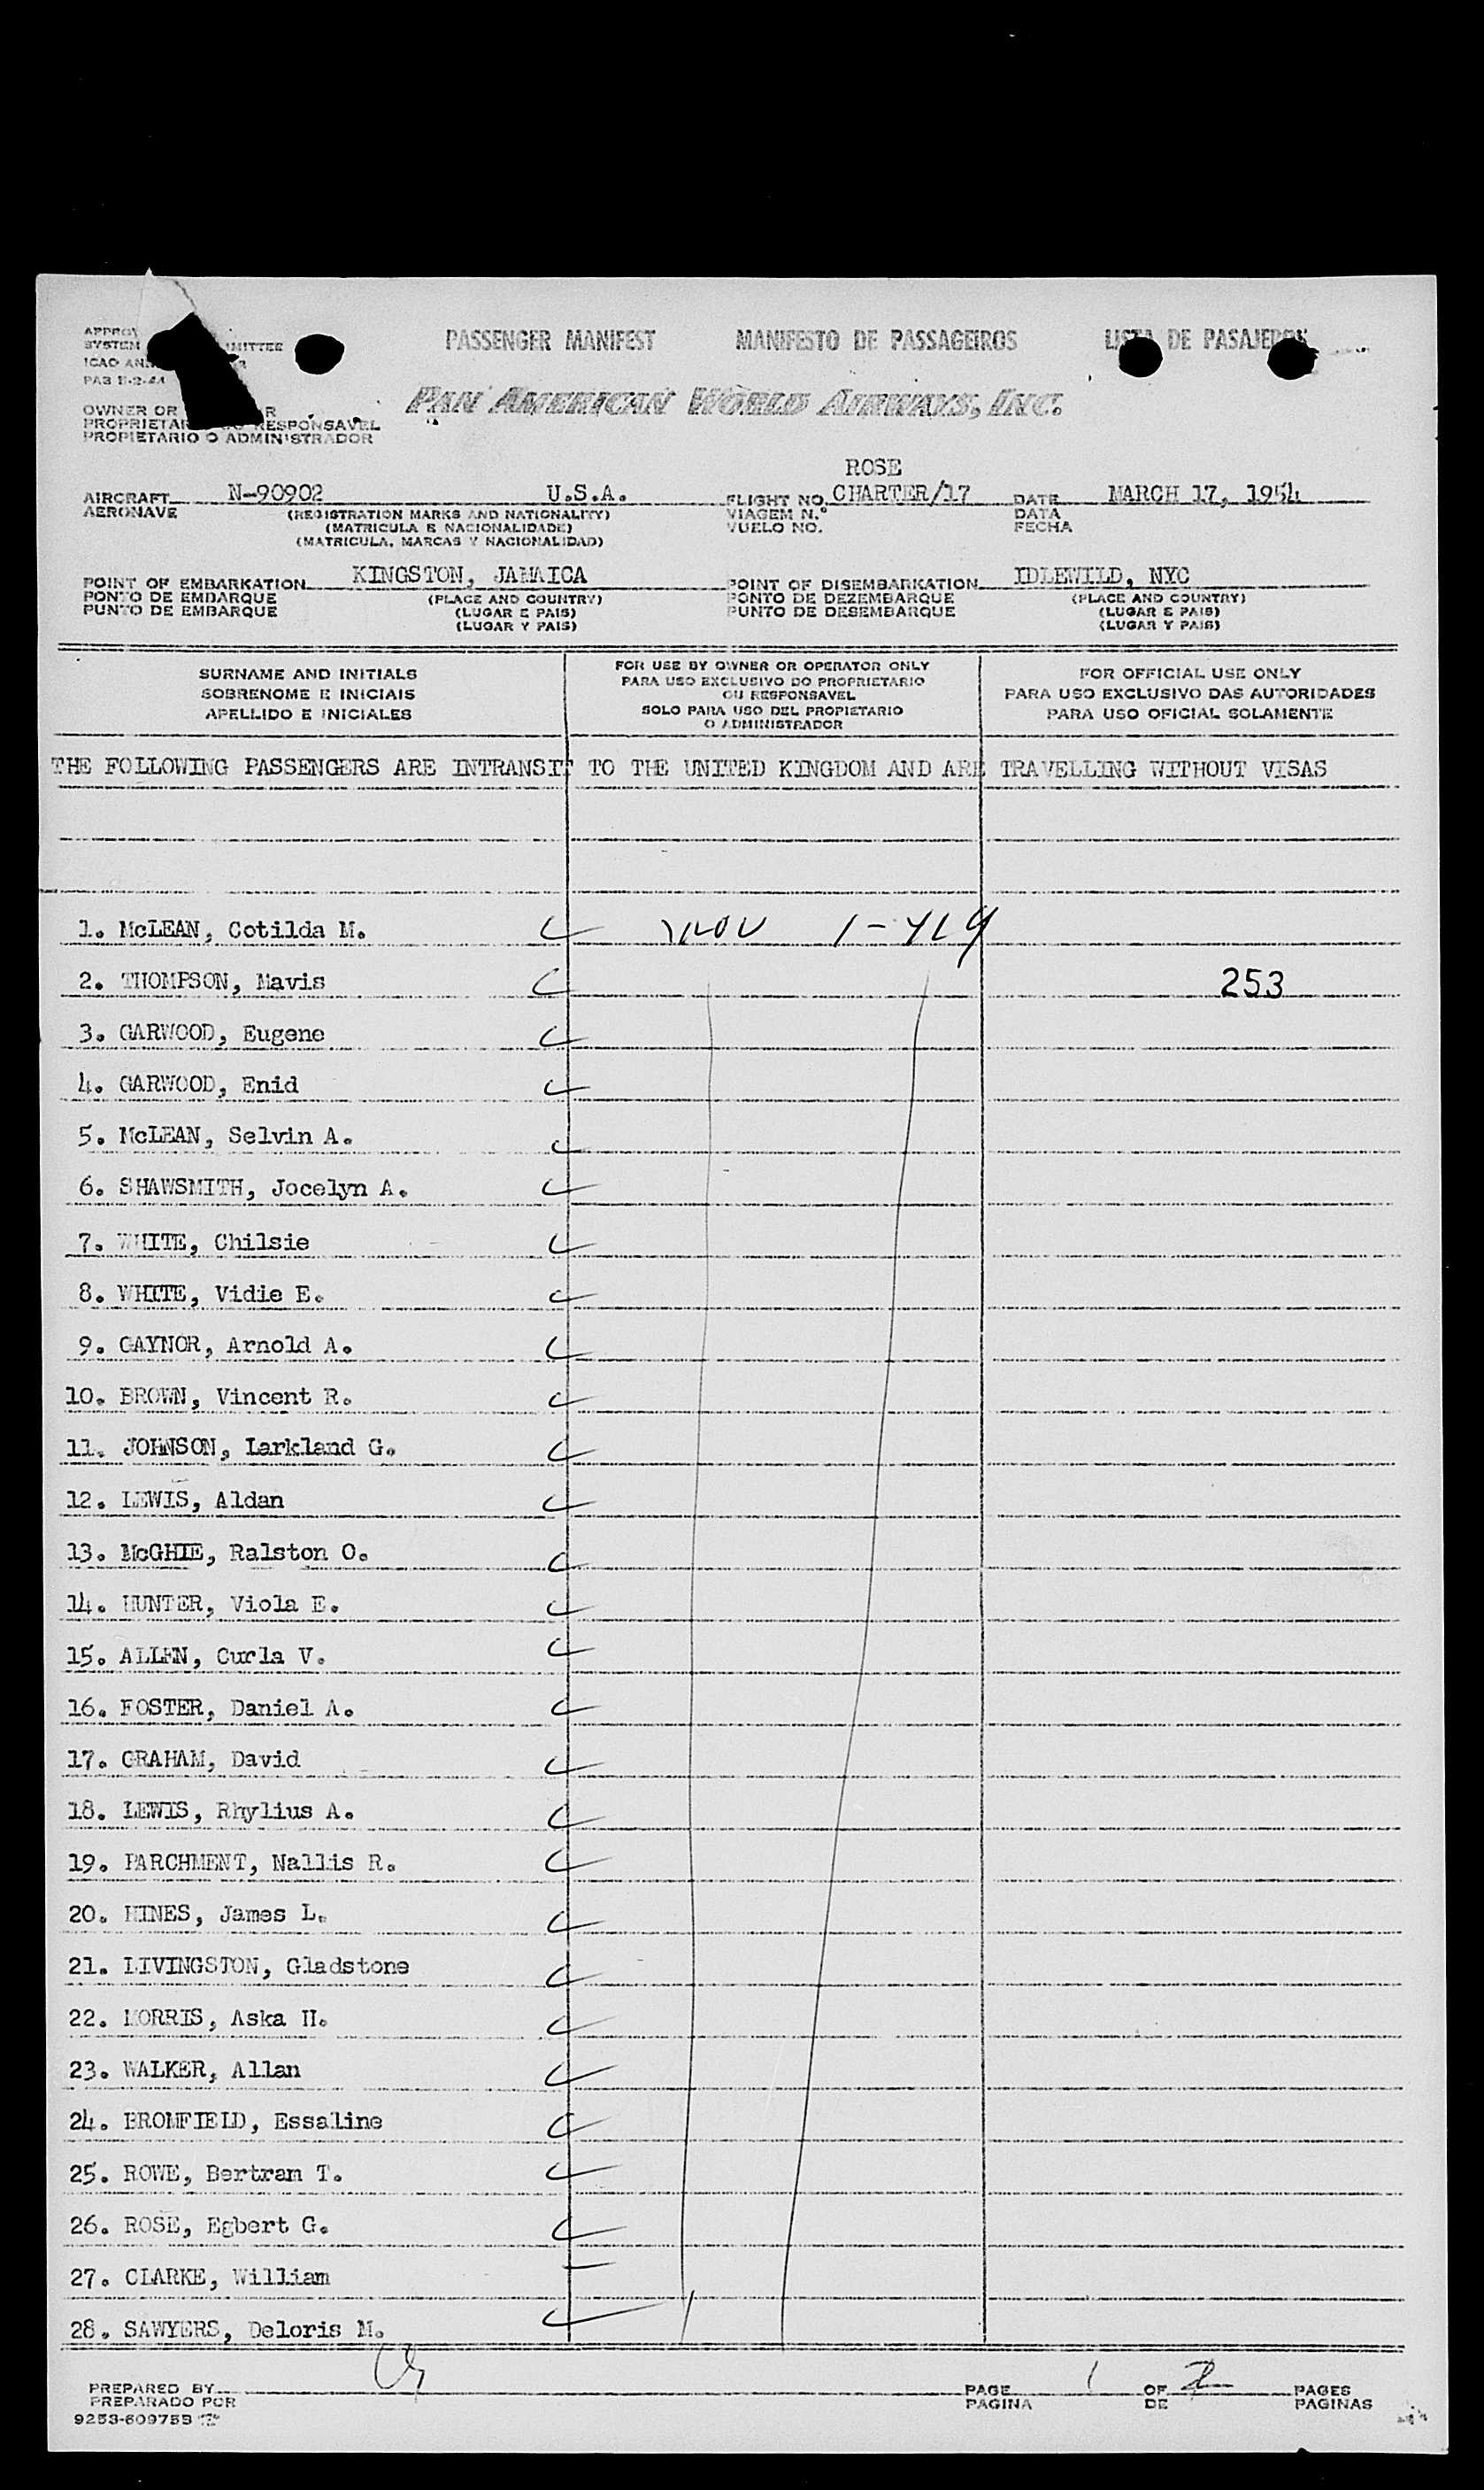 PASSENGER MANIFEST MANIFESTO DE PASSAGEIROS LISTA DE PASAJEROS
SYSTEM
ICAO
OWNER OR
RESPONSAVEL
PROPIETARIO O ADMINISTRADOR
PAN AMERICAN WORLD AIRWAYS, INC.
ROSE
AIRCRAFT N-90902 U.S.A. FLIGHT NO. CHARTER/17 DATE MARCH 17, 1954
AERONAVE (REGISTRATION MARKS AND NATIONALITY) VIAGEM N.º DATA
(MATRICULA E NACIONALIDADE) VUELO NO. FECHA
(MATRICULA, MARCAS Y NACIONALIDAD)
POINT OF EMBARKATION KINGSTON, JAMAICA POINT OF DISEMBARKATION IDLEWILD, NYC
PONTO DE EMBARQUE (PLACE AND COUNTRY) PONTO DE DEZEMBARQUE (PLACE AND COUNTRY)
PUNTO DE EMBARQUE (LUGAR E PAIS) PUNTO DE DESEMBARQUE (LUGAR E PAIS)
(LUGAR Y PAIS) (LUGAR Y PAIS)
SURNAME AND INITIALS
SOBRENOME E INICIAIS
APELLIDO E INICIALES
FOR USE BY OWNER OR OPERATOR ONLY
PARA USO EXCLUSIVO DO PROPRIETARIO
OU RESPONSAVEL
SOLO PARA USO DEL PROPIETARIO
O ADMINISTRADOR
FOR OFFICIAL USE ONLY
PARA USO EXCLUSIVO DAS AUTORIDADES
PARA USO OFICIAL SOLAMENTE
THE FOLLOWING PASSENGERS ARE INTRANSIT TO THE UNITED KINGDOM AND ARE TRAVELLING WITHOUT VISAS
1. McLEAN, Cotilda M.
2. THOMPSON, Mavis 253
3. GARWOOD, Eugene
4. GARWOOD, Enid
5. McLEAN, Selvin A.
6. SHAWSMITH, Jocelyn A.
7. WHITE, Chilsie
8. WHITE, Vidie E.
9. GAYNOR, Arnold A.
10. BROWN, Vincent R.
11. JOHNSON, Larkland G.
12. LEWIS, Aldan
13. McGHIE, Ralston O.
14. HUNTER, Viola E.
15. ALLEN, Curla V.
16. FOSTER, Daniel A.
17. GRAHAM, David
18. LEWIS, Rhylius A.
19. PARCHMENT, Nallis R.
20. HINES, James L.
21. LIVINGSTON, Gladstone
22. MORRIS, Aska H.
23. WALKER, Allan
24. BROMFIELD, Essaline
25. ROWE, Bertram T.
26. ROSE, Egbert G.
27. CLARKE, William
28. SAWYERS, Deloris M.
PREPARED BY PAGE 1 OF 2 PAGES
PREPARADO POR PAGINA DE PAGINAS
9253-60975B